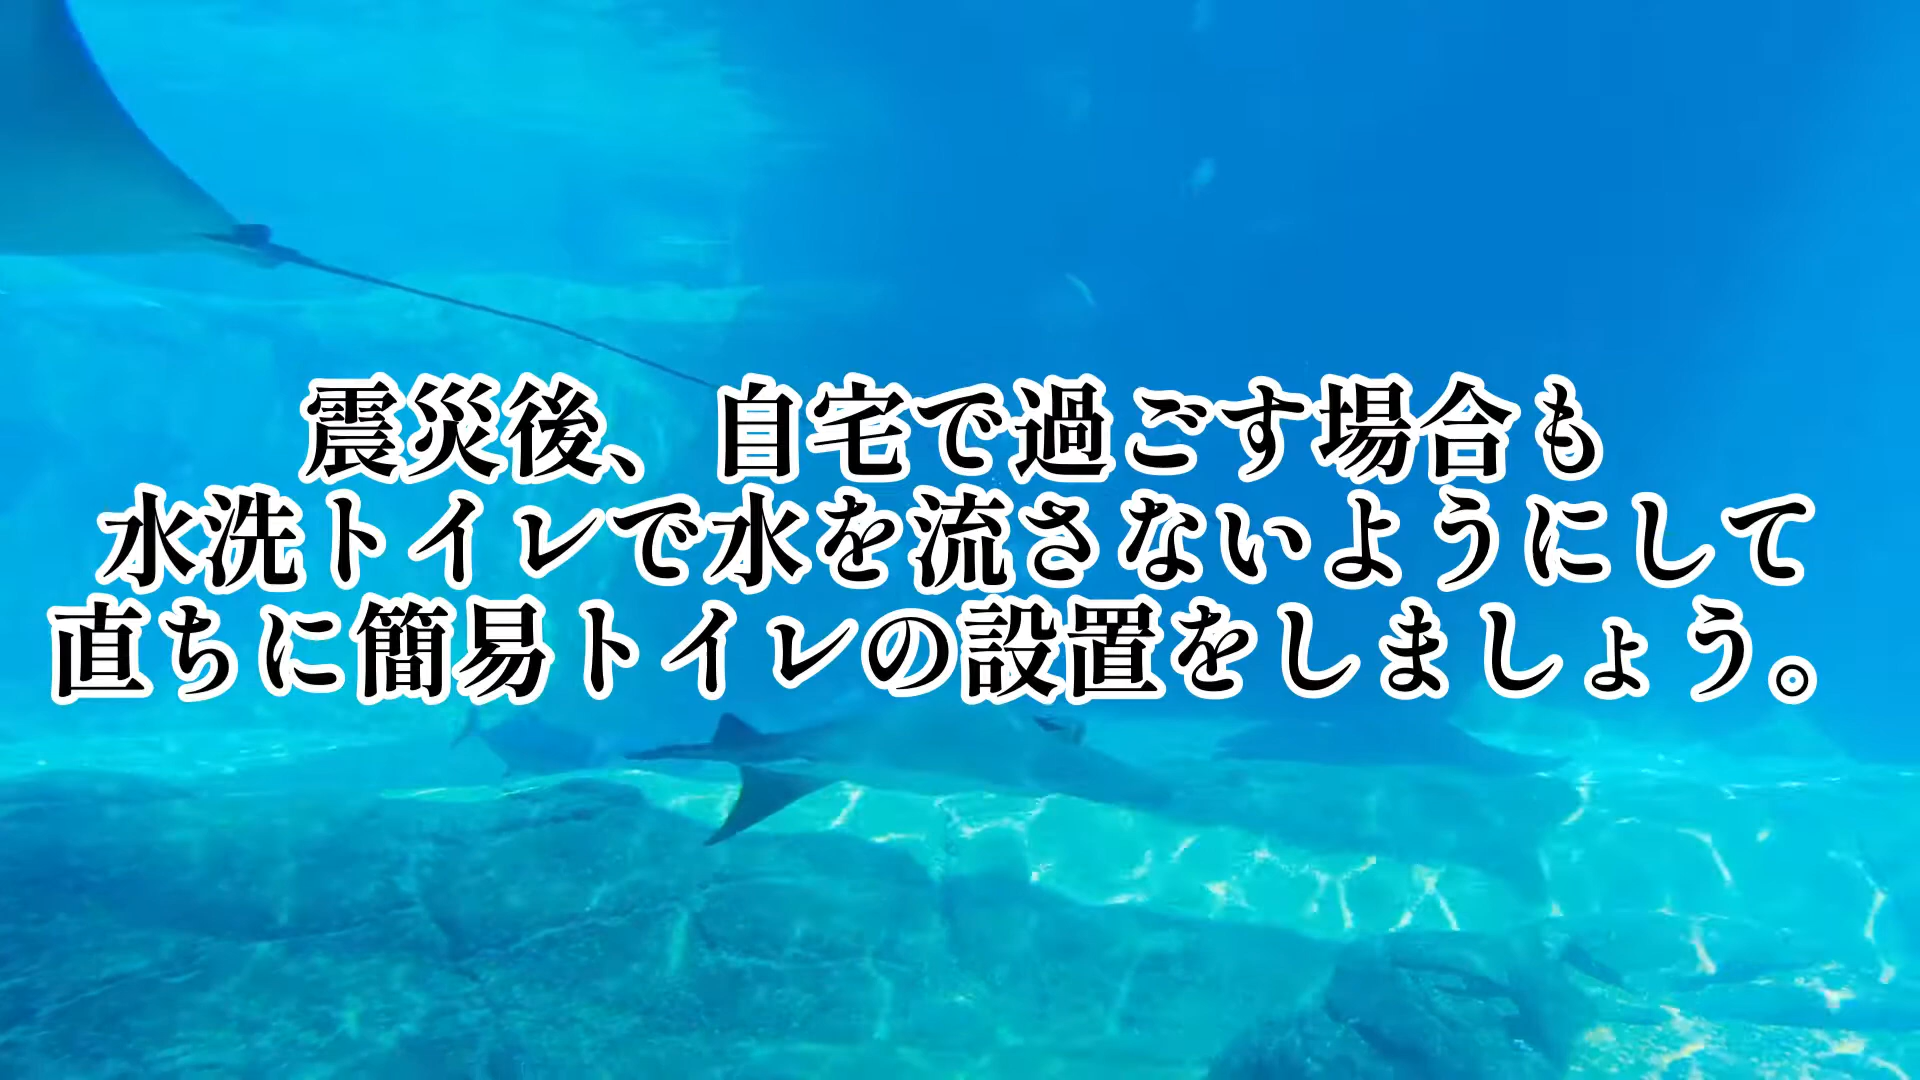 震災後、自宅で過ごす場合も
水洗トイレで水を流さないようにして
直ちに簡易トイレの設置をしましょう。